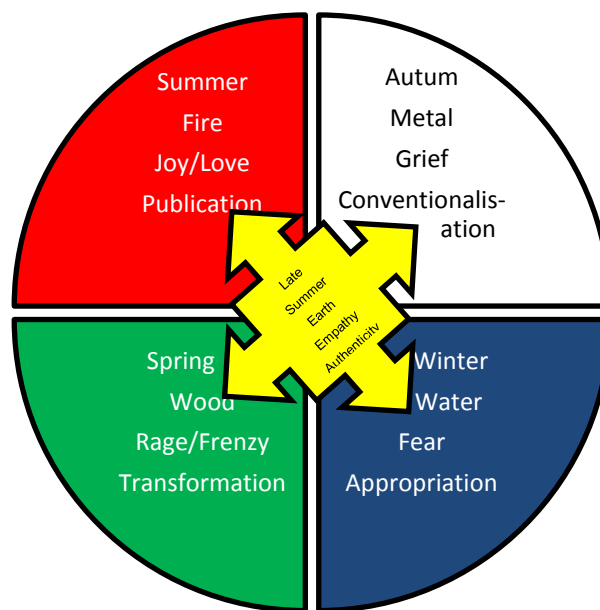 Summer
Fire
Joy/Love
Publication
Autum
Metal
Grief
Conventionalis-
ation
Late
Summer
Earth
Empathy
Authenticity
Spring
Wood
Rage/Frenzy
Transformation
Winter
Water
Fear
Appropriation